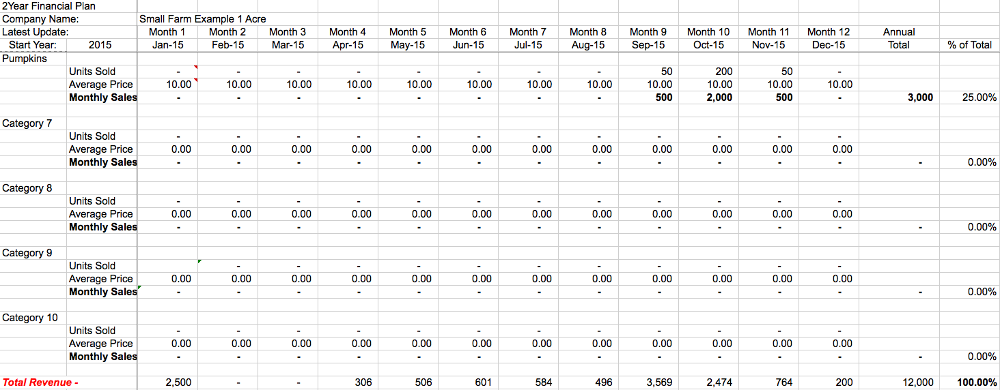 2Year Financial Plan
Company Name: Small Farm Example 1 Acre
Latest Update: Month 1 Month 2 Month 3 Month 4 Month 5 Month 6 Month 7 Month 8 Month 9 Month 10 Month 11 Month 12 Annual
Start Year: 2015 Jan-15 Feb-15 Mar-15 Apr-15 May-15 Jun-15 Jul-15 Aug-15 Sep-15 Oct-15 Nov-15 Dec-15 Total % of Total
Pumpkins
Units Sold - - - - - - - - 50 200 50 -
Average Price 10.00 10.00 10.00 10.00 10.00 10.00 10.00 10.00 10.00 10.00 10.00 10.00
Monthly Sales - - - - - - - - 500 2,000 500 - 3,000 25.00%
Category 7
Units Sold - - - - - - - - - - - -
Average Price 0.00 0.00 0.00 0.00 0.00 0.00 0.00 0.00 0.00 0.00 0.00 0.00
Monthly Sales - - - - - - - - - - - - - 0.00%
Category 8
Units Sold - - - - - - - - - - - -
Average Price 0.00 0.00 0.00 0.00 0.00 0.00 0.00 0.00 0.00 0.00 0.00 0.00
Monthly Sales - - - - - - - - - - - - - 0.00%
Category 9
Units Sold - - - - - - - - - - -
Average Price 0.00 0.00 0.00 0.00 0.00 0.00 0.00 0.00 0.00 0.00 0.00 0.00
Monthly Sales - - - - - - - - - - - - - 0.00%
Category 10
Units Sold - - - - - - - - - - - -
Average Price 0.00 0.00 0.00 0.00 0.00 0.00 0.00 0.00 0.00 0.00 0.00 0.00
Monthly Sales - - - - - - - - - - - - - 0.00%
Total Revenue - 2,500 - - 306 506 601 584 496 3,569 2,474 764 200 12,000 100.00%